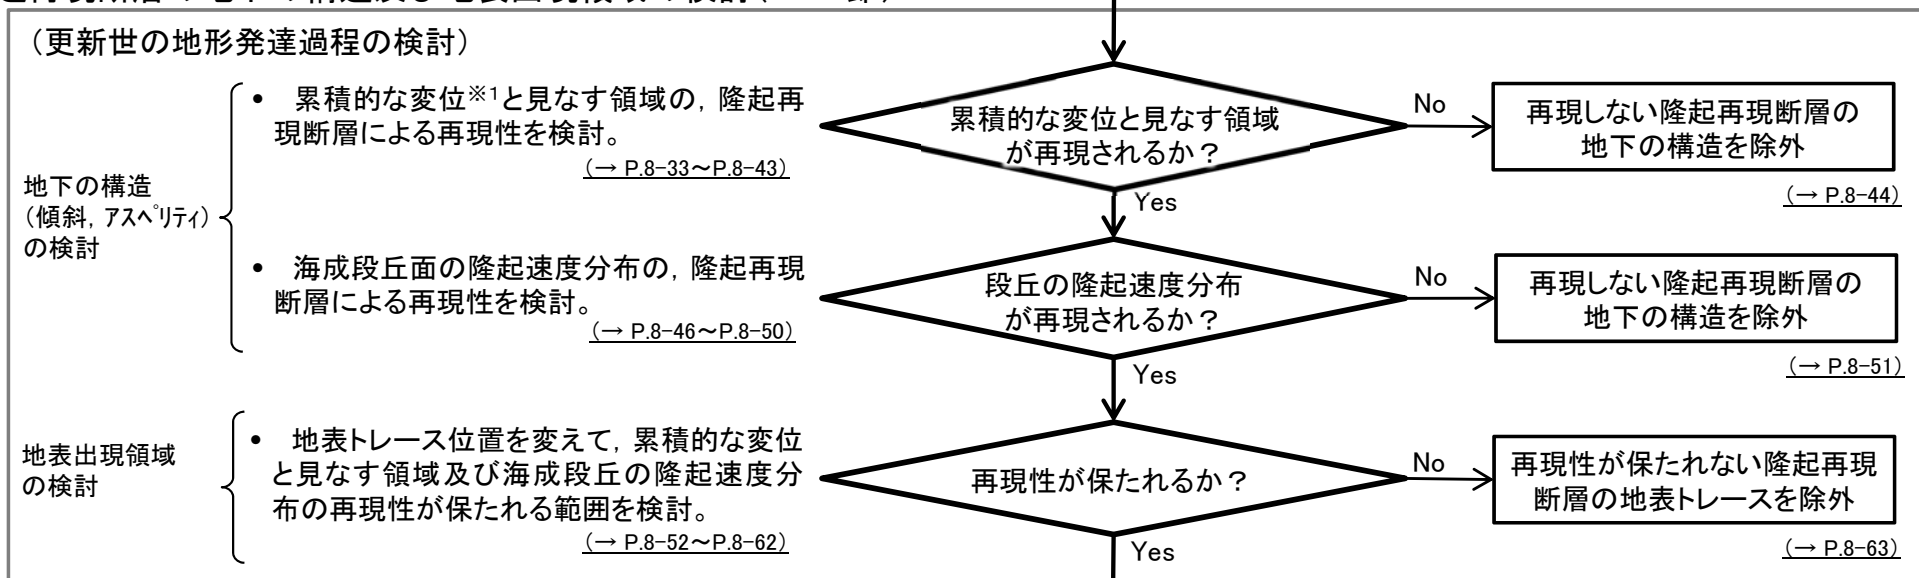 （更新世の地形発達過程の検討）
地下の構造
（傾斜，アスペリティ）
の検討
• 累積的な変位※1と見なす領域の，隆起再
現断層による再現性を検討。
（→ P.8-33～P.8-43）
累積的な変位と見なす領域
が再現されるか？
No
再現しない隆起再現断層の
地下の構造を除外
（→ P.8-44）
Yes
• 海成段丘面の隆起速度分布の，隆起再現
断層による再現性を検討。
（→ P.8-46～P.8-50）
段丘の隆起速度分布
が再現されるか？
No
再現しない隆起再現断層の
地下の構造を除外
（→ P.8-51）
Yes
地表出現領域
の検討
• 地表トレース位置を変えて，累積的な変位
と見なす領域及び海成段丘の隆起速度分
布の再現性が保たれる範囲を検討。
（→ P.8-52～P.8-62）
再現性が保たれるか？
No
再現性が保たれない隆起再現
断層の地表トレースを除外
（→ P.8-63）
Yes